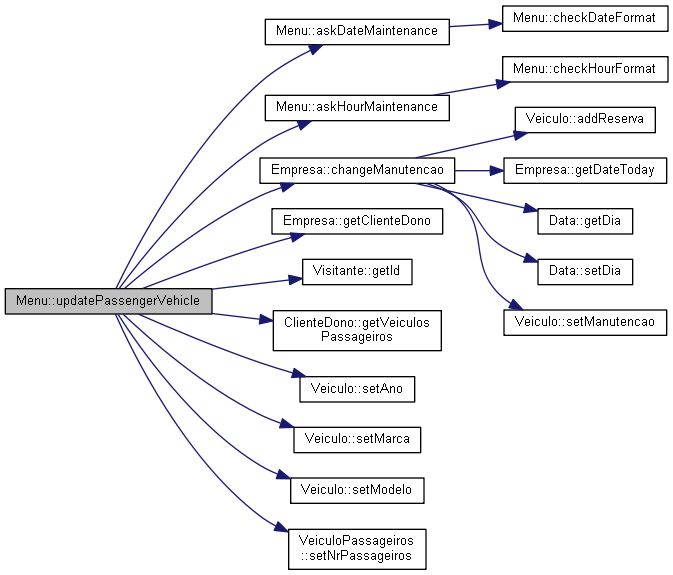 Menu::updatePassengerVehicle
Menu::askDateMaintenance
Menu::checkDateFormat
Menu::askHourMaintenance
Menu::checkHourFormat
Empresa::changeManutencao
Veiculo::addReserva
Empresa::getDateToday
Data::getDia
Data::setDia
Veiculo::setManutencao
Empresa::getClienteDono
Visitante::getId
ClienteDono::getVeiculos
Passageiros
Veiculo::setAno
Veiculo::setMarca
Veiculo::setModelo
VeiculoPassageiros
::setNrPassageiros